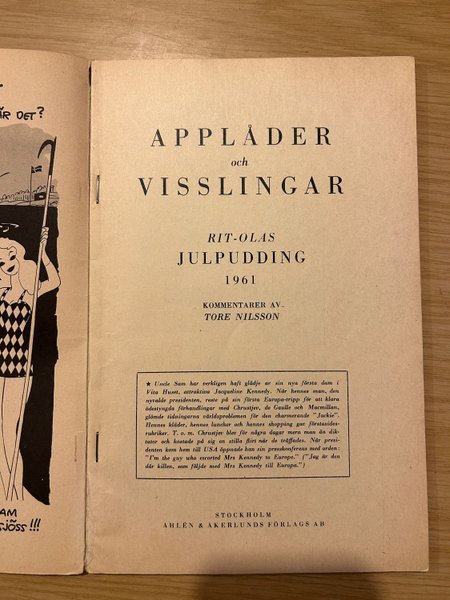 ÄR DET?
AM
SJÖSS!!!
APPLÅDER
och
VISSLINGAR
RIT-OLAS
JULPUDDING
1961
KOMMENTARER AV
TORE NILSSON
★ Uncle Sam har verkligen haft glädje av sin nya första dam i
Vita Huset, attraktiva Jacqueline Kennedy. När hennes man, den
nyvalde presidenten, reste på sin första Europa-tripp för att klara
ödestyngda förhandlingar med Chrustjev, de Gaulle och Macmillan,
glömde tidningarna världsproblemen för den charmerande "Jackie".
Hennes kläder, hennes luncher och hennes shopping gav förstasides-
rubriker. T. o. m. Chrustjev blev för några dagar mera man än dik-
tator och kostade på sig en stilla flirt när de träffades. När presi-
denten kom hem till USA öppnade han sin presskonferens med orden:
"I'm the guy who escorted Mrs Kennedy to Europe." ("Jag är den
där killen, som följde med Mrs Kennedy till Europa.")
STOCKHOLM
AHLÉN & ÅKERLUNDS FÖRLAGS AB